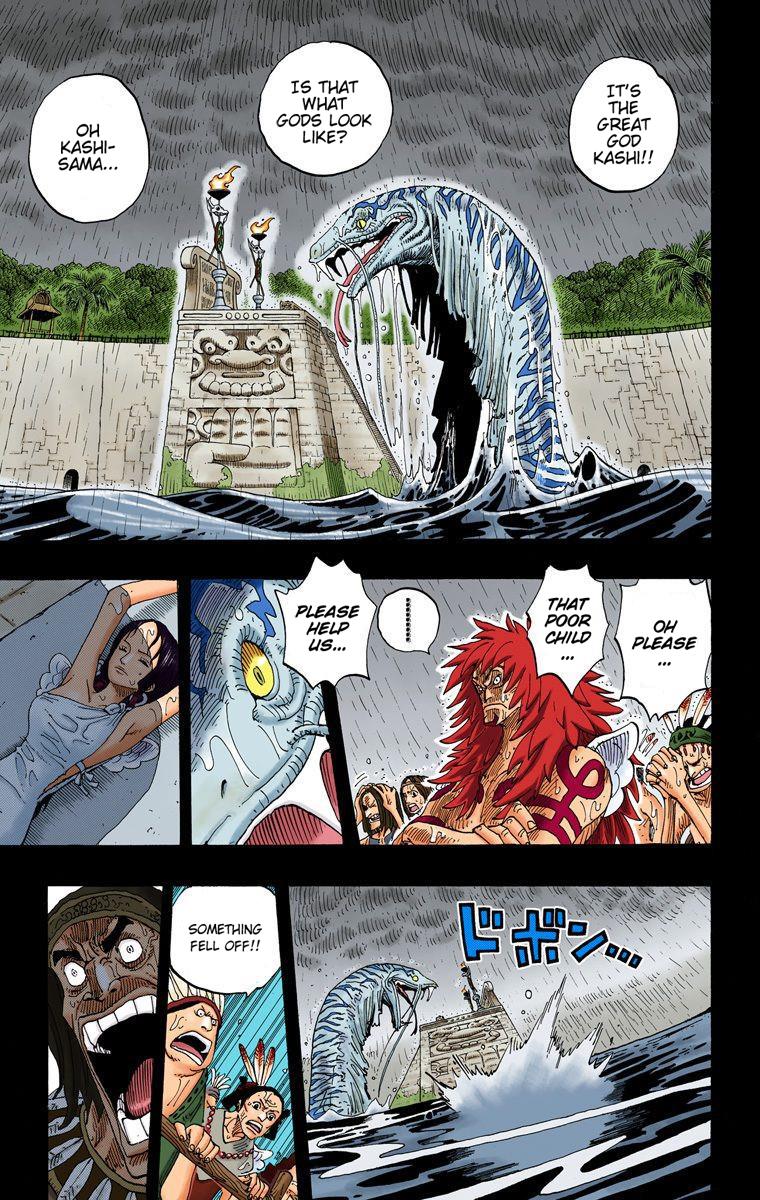 IT'S
THE
GREAT
GOD
KASHI!!
IS THAT
WHAT
GODS LOOK
LIKE?
OH
KASHI-
SAMA...
OH
PLEASE
...
THAT
POOR
CHILD
...
PLEASE
HELP
US...
ドボン...
SOMETHING
FELL OFF!!